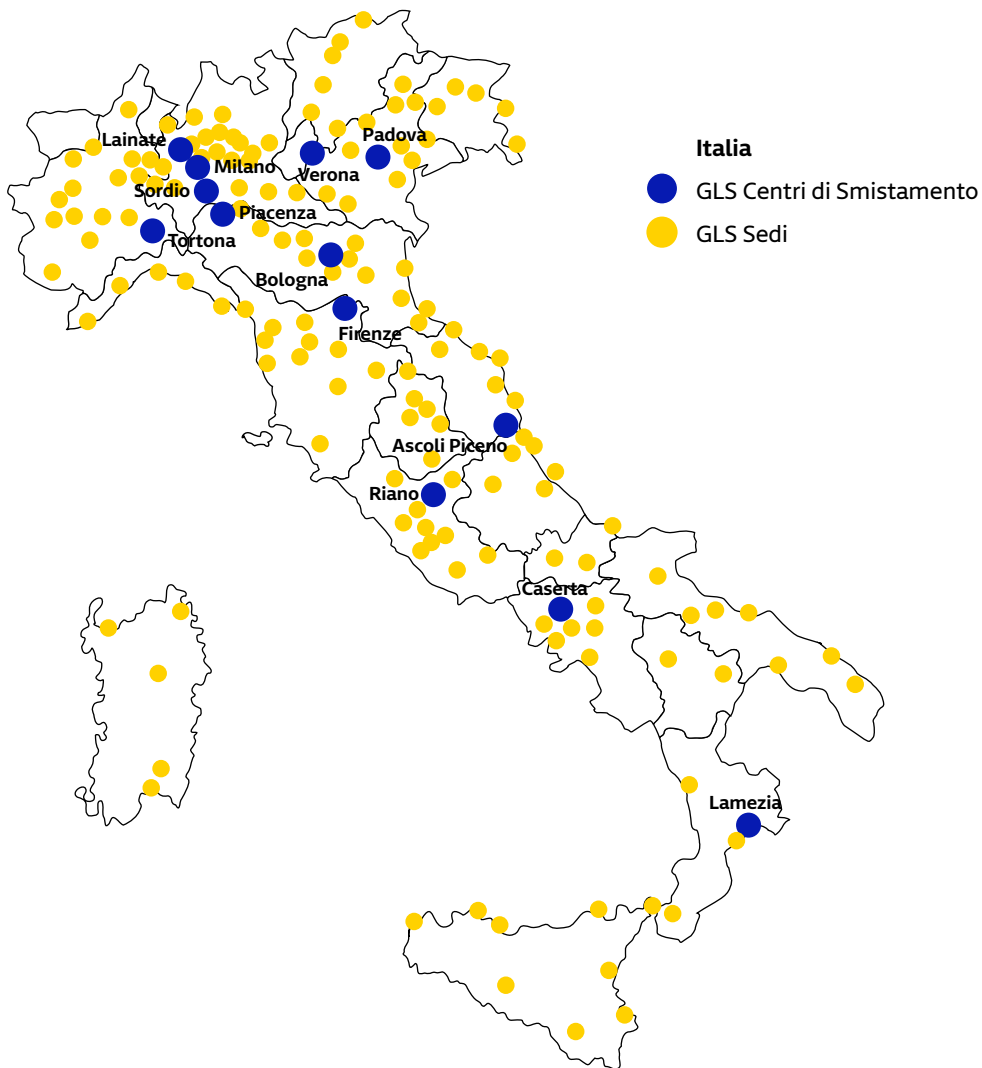 Lainate
Padova
Milano
Verona
Sordio
Piacenza
Tortona
Bologna
Firenze
Ascoli Piceno
Riano
Caserta
Lamezia
Italia
GLS Centri di Smistamento
GLS Sedi